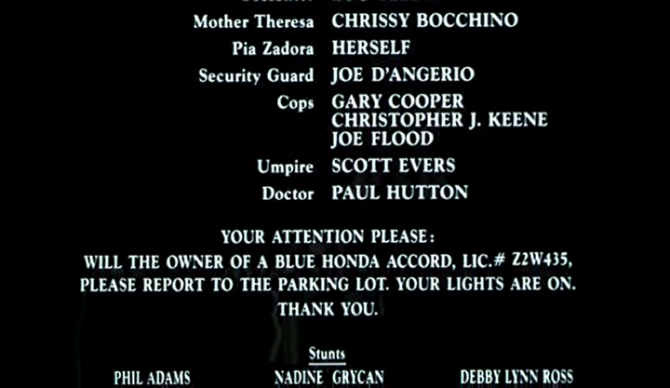 Mother Theresa CHRISSY BOCCHINO
Pia Zadora HERSELF
Security Guard JOE D'ANGERIO
Cops GARY COOPER
CHRISTOPHER J. KEENE
JOE FLOOD
Umpire SCOTT EVERS
Doctor PAUL HUTTON
YOUR ATTENTION PLEASE:
WILL THE OWNER OF A BLUE HONDA ACCORD, LIC.# Z2W435,
PLEASE REPORT TO THE PARKING LOT. YOUR LIGHTS ARE ON.
THANK YOU.
Stunts
PHIL ADAMS NADINE GRYCAN DEBBY LYNN ROSS